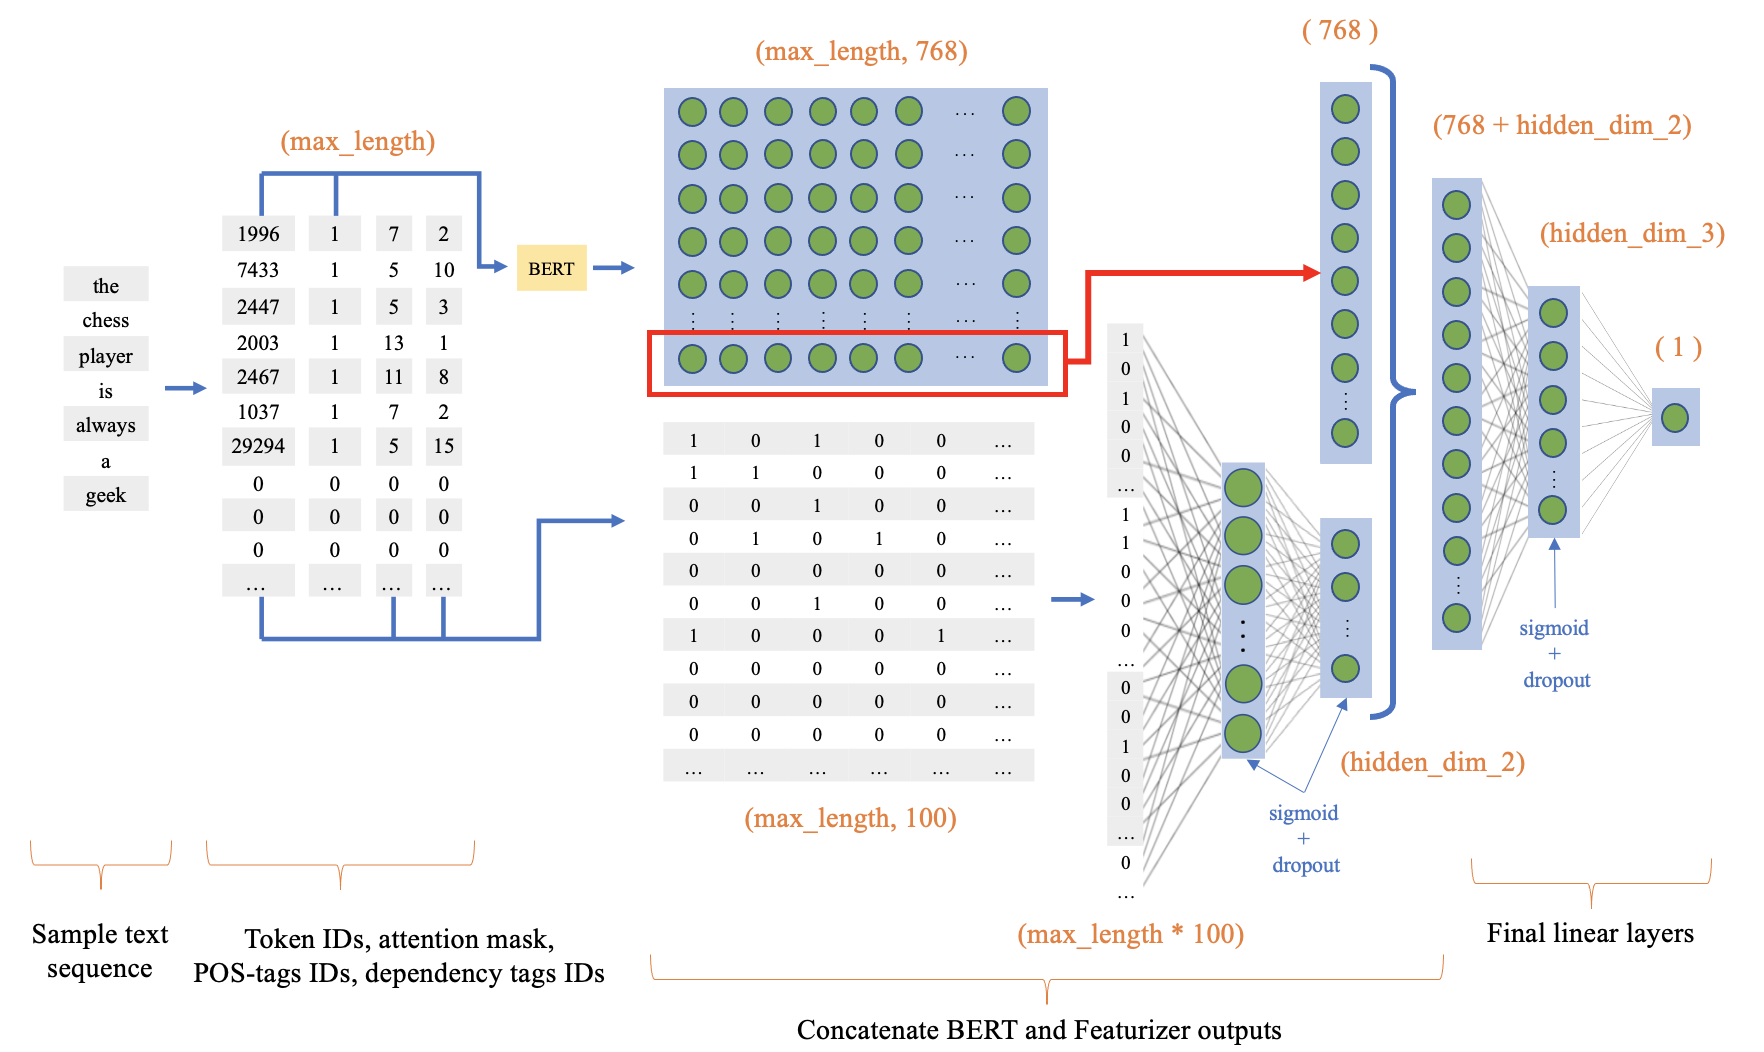 (max_length, 768)
( 768 )
(768 + hidden_dim_2)
(max_length)
(hidden_dim_3)
( 1 )
the
chess
player
is
always
a
geek
1996 1 7 2
7433 1 5 10
2447 1 5 3
2003 1 13 1
2467 1 11 8
1037 1 7 2
29294 1 5 15
0 0 0 0
0 0 0 0
0 0 0 0
... ... ... ...
BERT
...
...
...
...
...
...
1 0 1 0 0 ...
1 1 0 0 0 ...
0 0 1 0 0 ...
0 1 0 1 0 ...
0 0 0 0 0 ...
0 0 1 0 0 ...
1 0 0 0 1 ...
0 0 0 0 0 ...
0 0 0 0 0 ...
0 0 0 0 0 ...
... ... ... ... ... ...
(max_length, 100)
1
0
1
0
0
...
1
1
0
0
0
...
0
0
1
0
0
...
0
...
(max_length * 100)
sigmoid
+
dropout
(hidden_dim_2)
sigmoid
+
dropout
Sample text
sequence
Token IDs, attention mask,
POS-tags IDs, dependency tags IDs
Concatenate BERT and Featurizer outputs
Final linear layers